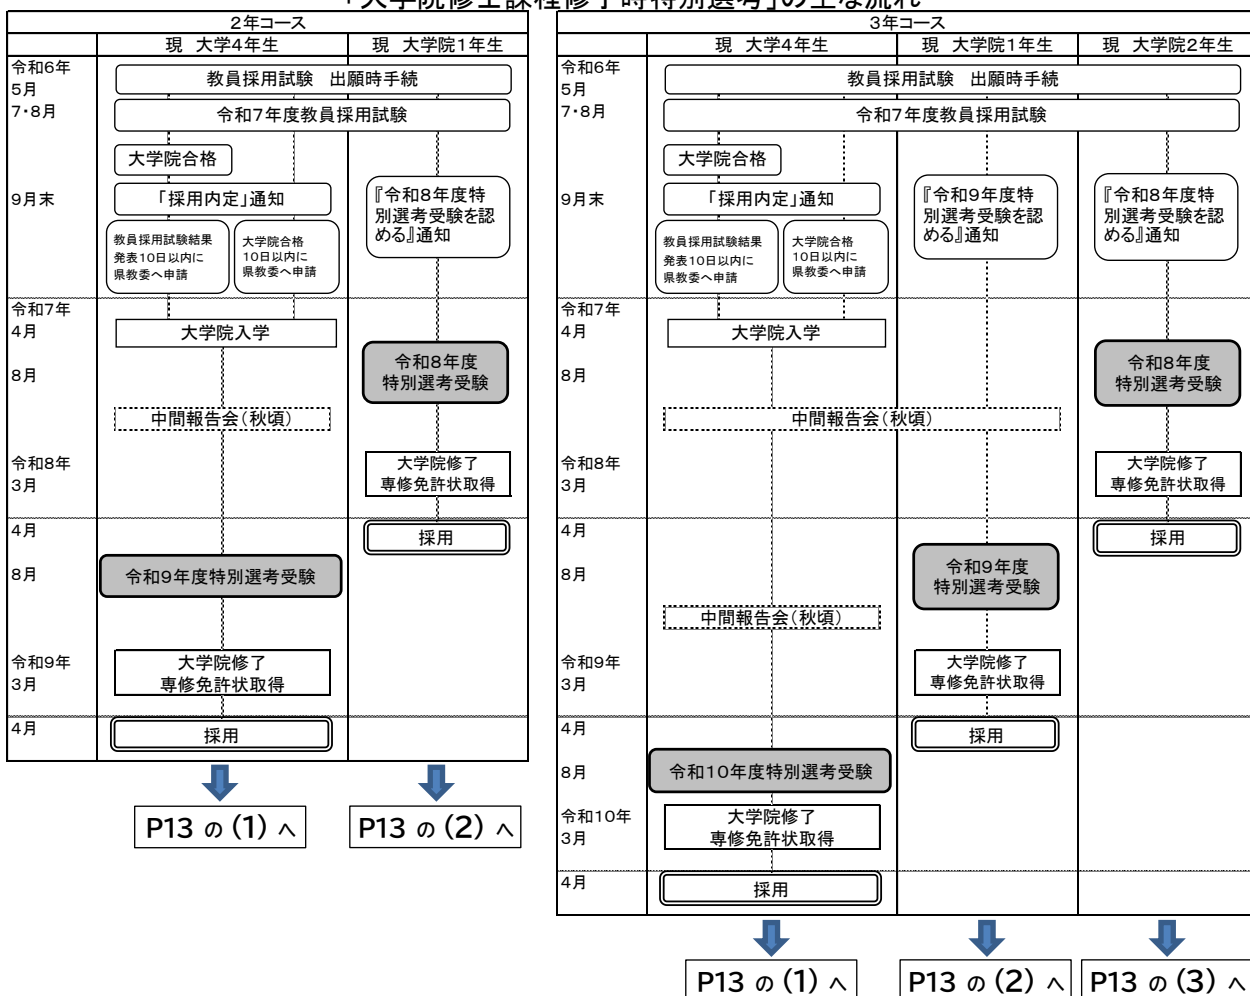 「大学院修士課程修了時特別選考」の主な流れ
2年コース
現 大学4年生
現 大学院1年生
令和6年
5月
教員採用試験 出願時手続
7・8月
令和7年度教員採用試験
大学院合格
9月末
「採用内定」通知
『令和8年度特
別選考受験を認
める』通知
教員採用試験結果
発表10日以内に
県教委へ申請
大学院合格
10日以内に
県教委へ申請
令和7年
4月
大学院入学
8月
令和8年度
特別選考受験
中間報告会(秋頃)
令和8年
3月
大学院修了
専修免許状取得
4月
採用
8月
令和9年度特別選考受験
令和9年
3月
大学院修了
専修免許状取得
4月
採用
P13 の (1) へ
P13 の (2) へ
3年コース
現 大学4年生
現 大学院1年生
現 大学院2年生
令和6年
5月
教員採用試験 出願時手続
7・8月
令和7年度教員採用試験
大学院合格
9月末
「採用内定」通知
『令和9年度特
別選考受験を認
める』通知
『令和8年度特
別選考受験を認
める』通知
教員採用試験結果
発表10日以内に
県教委へ申請
大学院合格
10日以内に
県教委へ申請
令和7年
4月
大学院入学
8月
令和8年度
特別選考受験
中間報告会(秋頃)
令和8年
3月
大学院修了
専修免許状取得
4月
採用
8月
令和9年度
特別選考受験
中間報告会(秋頃)
令和9年
3月
大学院修了
専修免許状取得
4月
採用
8月
令和10年度特別選考受験
令和10年
3月
大学院修了
専修免許状取得
4月
採用
P13 の (1) へ
P13 の (2) へ
P13 の (3) へ